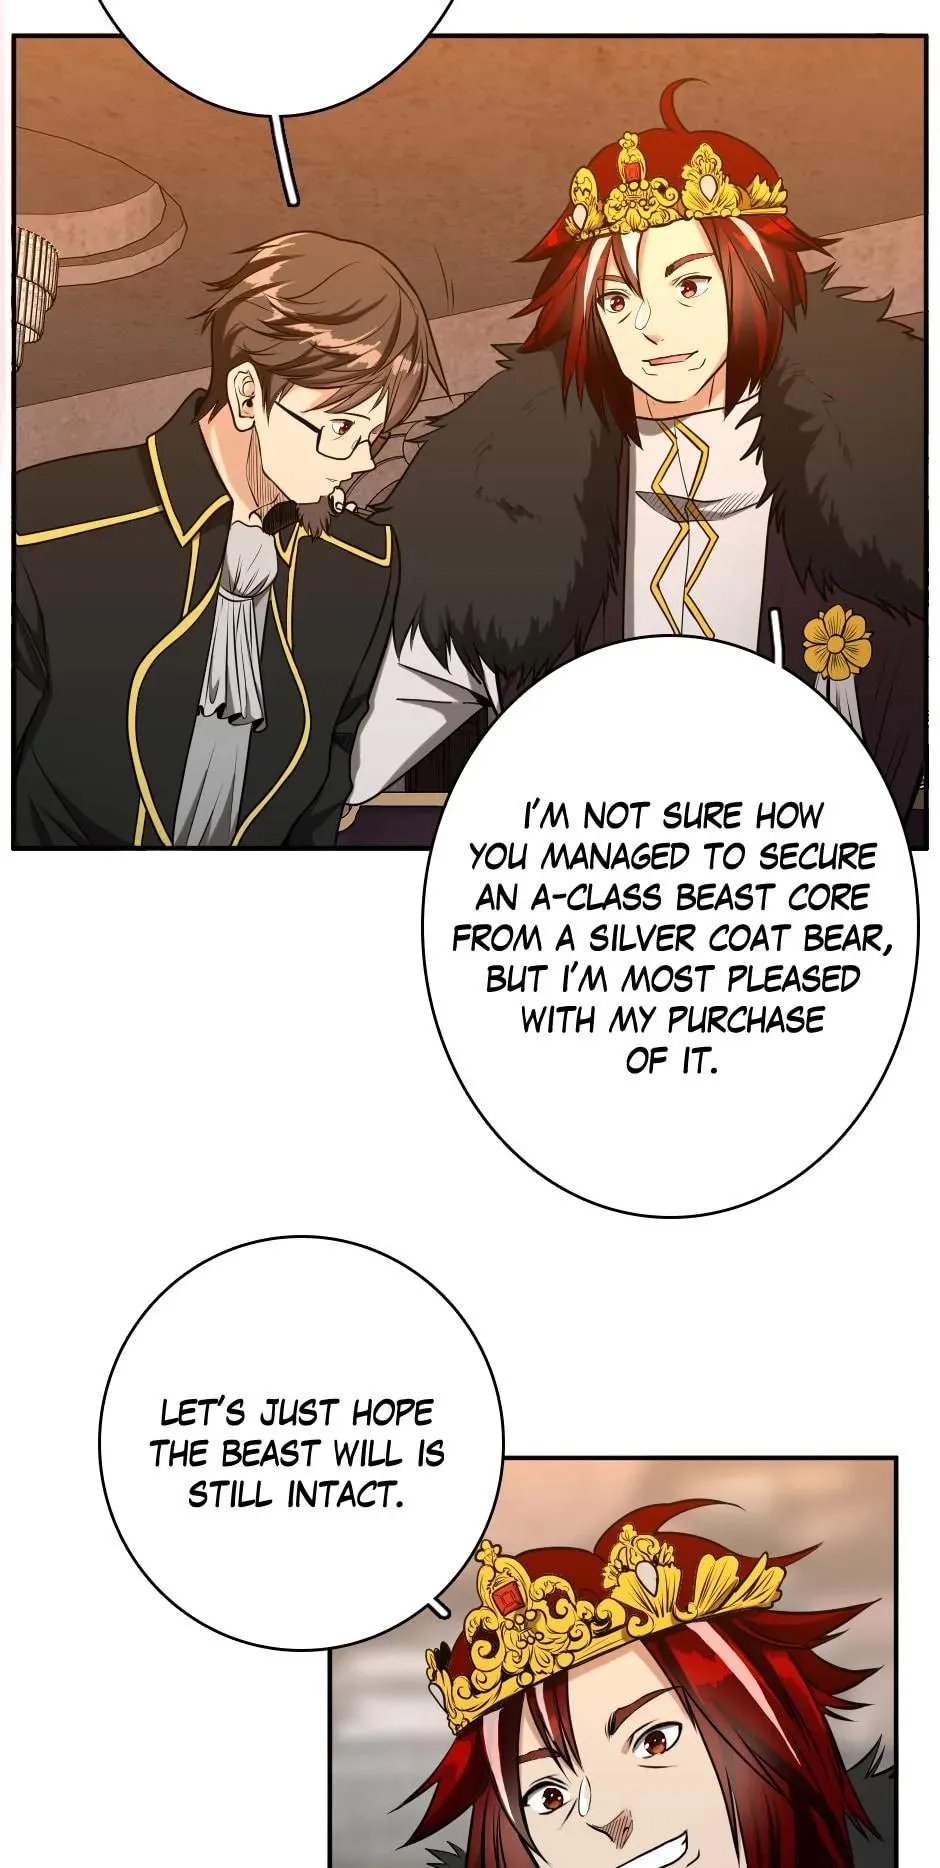 I'M NOT SURE HOW
YOU MANAGED TO SECURE
AN A-CLASS BEAST CORE
FROM A SILVER COAT BEAR,
BUT I'M MOST PLEASED
WITH MY PURCHASE
OF IT.
LET'S JUST HOPE
THE BEAST WILL IS
STILL INTACT.